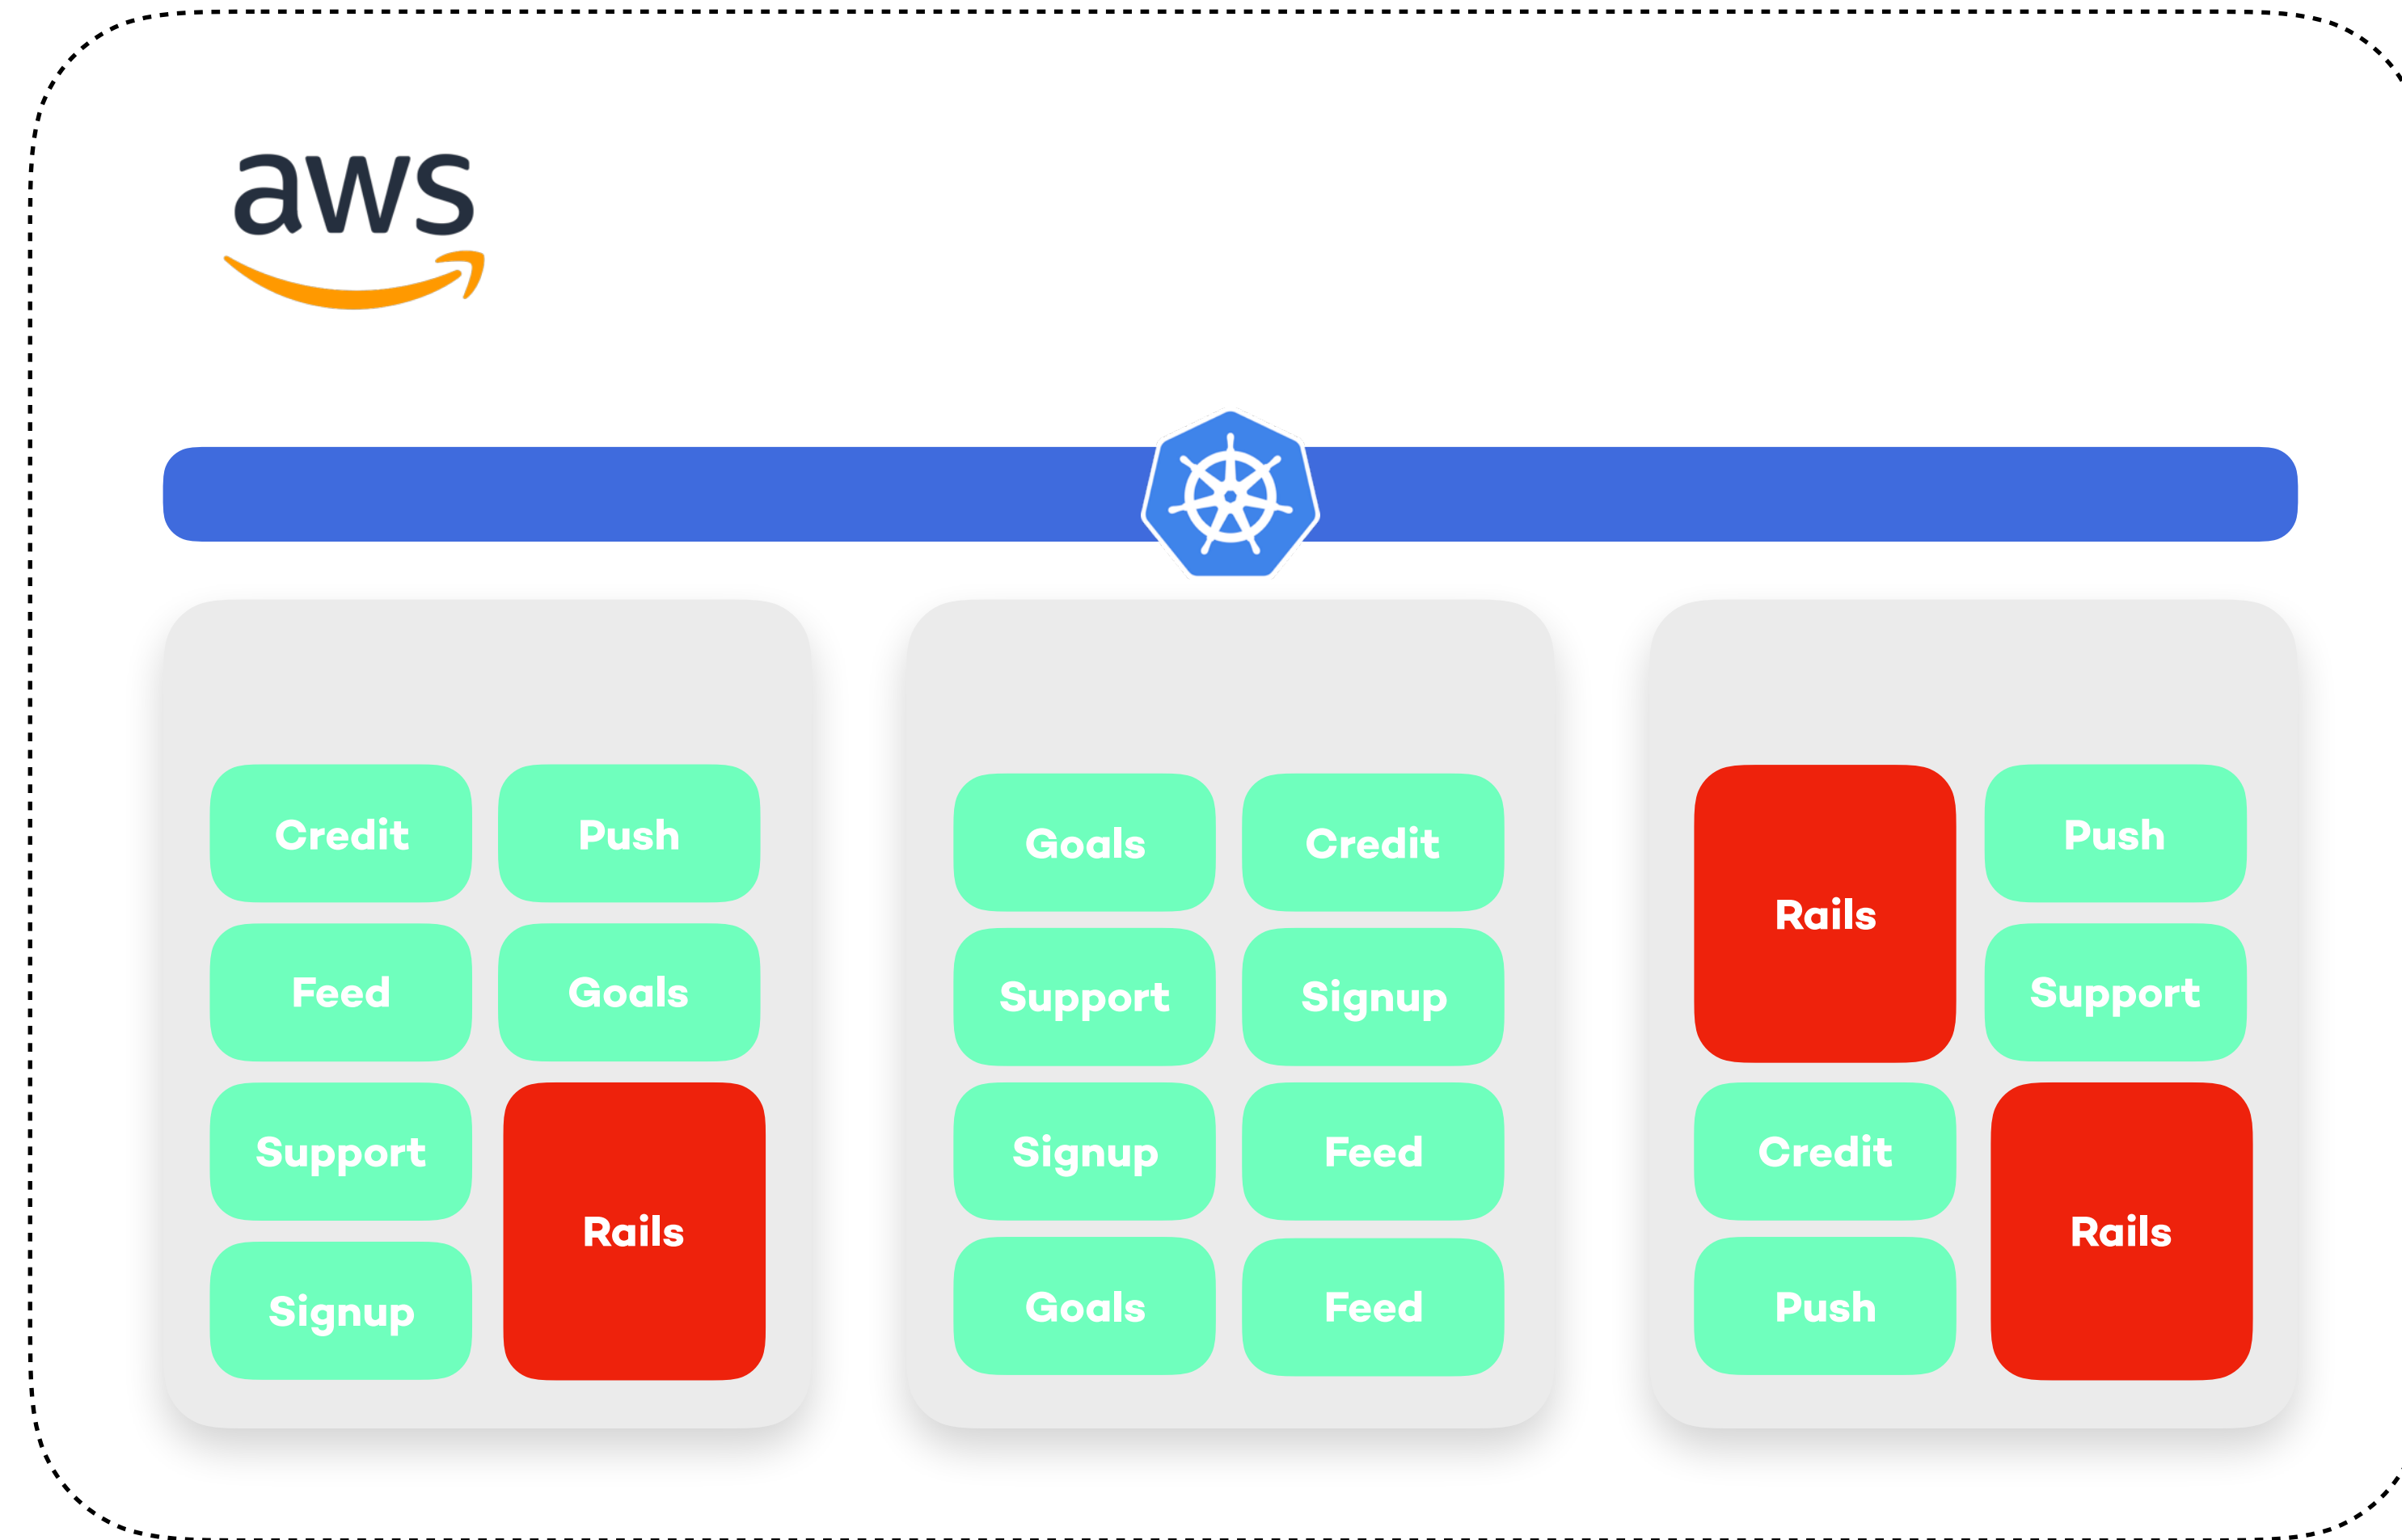 aws
Credit
Push
Feed
Goals
Support
Rails
Signup
Goals
Credit
Support
Signup
Signup
Feed
Goals
Feed
Rails
Push
Support
Credit
Rails
Push